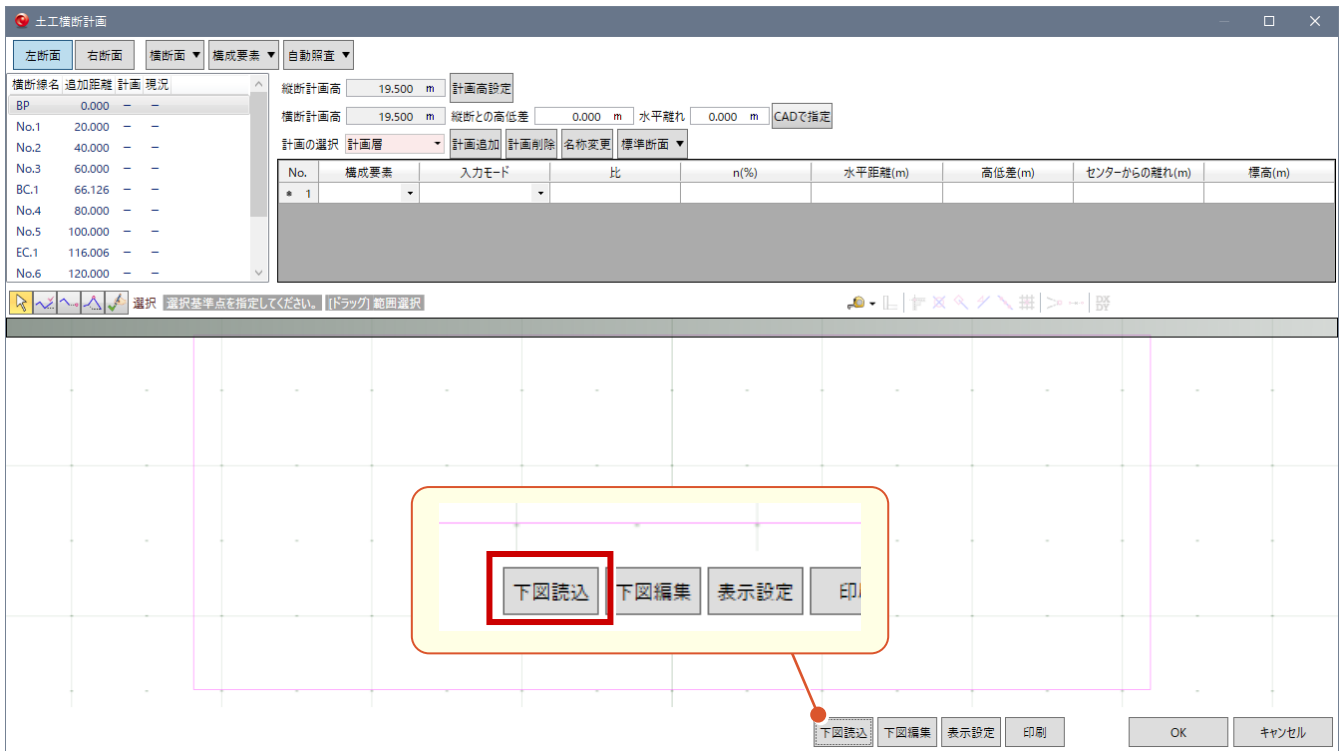 土工横断計画
左断面 右断面 横断面 ▼ 構成要素 ▼ 自動照査 ▼
横断線名 追加距離 計画 現況
BP 0.000 － －
No.1 20.000 － －
No.2 40.000 － －
No.3 60.000 － －
BC.1 66.126 － －
No.4 80.000 － －
No.5 100.000 － －
EC.1 116.006 － －
No.6 120.000 － －
縦断計画高 19.500 m 計画高設定
横断計画高 19.500 m 縦断との高低差 0.000 m 水平離れ 0.000 m CADで指定
計画の選択 計画層 計画追加 計画削除 名称変更 標準断面 ▼
No. 構成要素 入力モード 比 n(%) 水平距離(m) 高低差(m) センターからの離れ(m) 標高(m)
* 1
選択 選択基準点を指定してください。 [ドラッグ] 範囲選択
下図読込 下図編集 表示設定 印
下図読込 下図編集 表示設定 印刷 OK キャンセル